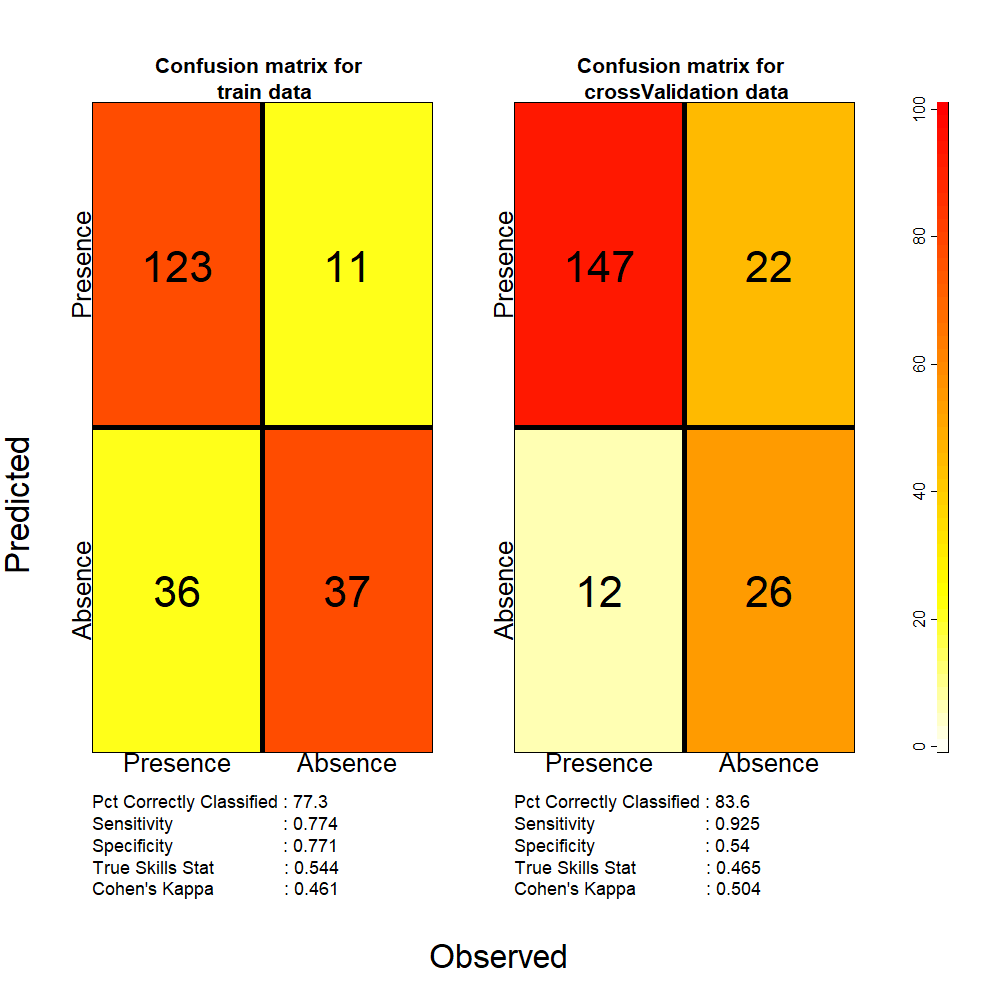 Confusion matrix for
train data
Presence
123
11
Absence
36
37
Presence
Absence
Pct Correctly Classified : 77.3
Sensitivity : 0.774
Specificity : 0.771
True Skills Stat : 0.544
Cohen's Kappa : 0.461
Confusion matrix for
crossValidation data
Presence
147
22
Absence
12
26
Presence
Absence
Pct Correctly Classified : 83.6
Sensitivity : 0.925
Specificity : 0.54
True Skills Stat : 0.465
Cohen's Kappa : 0.504
100
80
60
40
20
0
Predicted
Observed